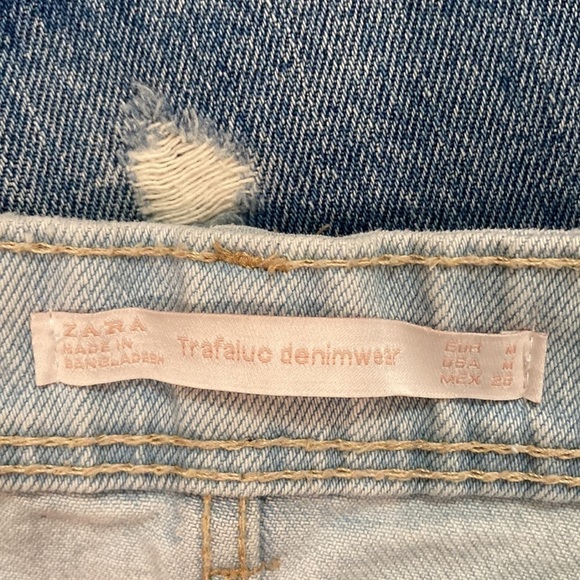 ZARA
MADE IN
BANGLADESH
Trafaluc denimwear
EUR M
USA M
MEX 28